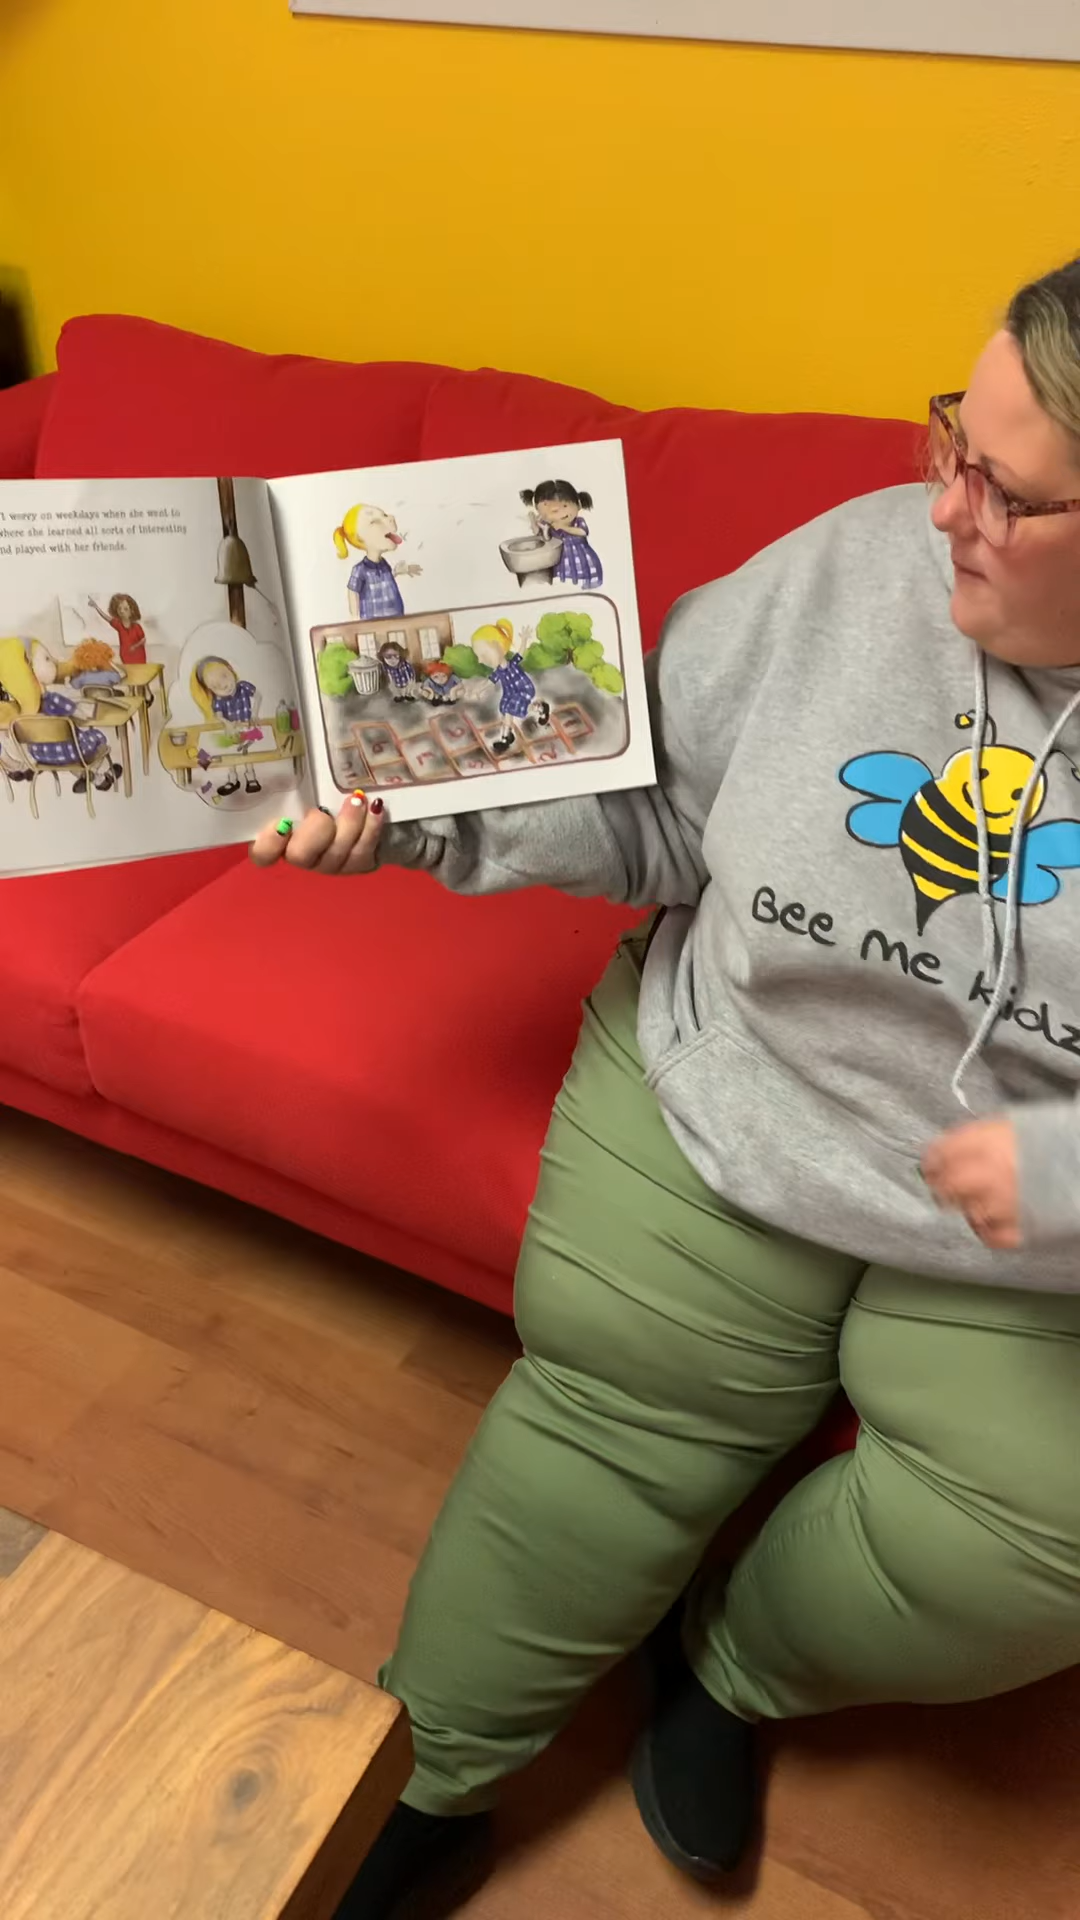 't worry on weekdays when she went to
where she learned all sorts of interesting
nd played with her friends.
Bee me kidz